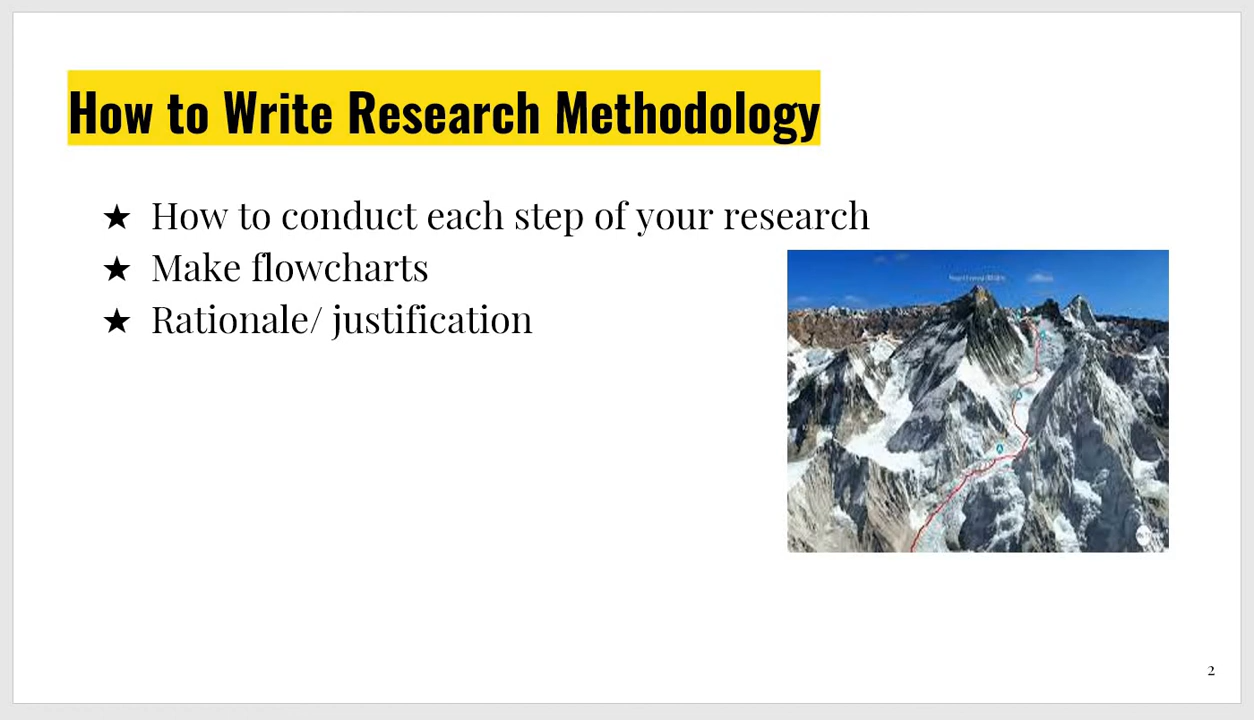 How to Write Research Methodology
★ How to conduct each step of your research
★ Make flowcharts
★ Rationale/ justification
2